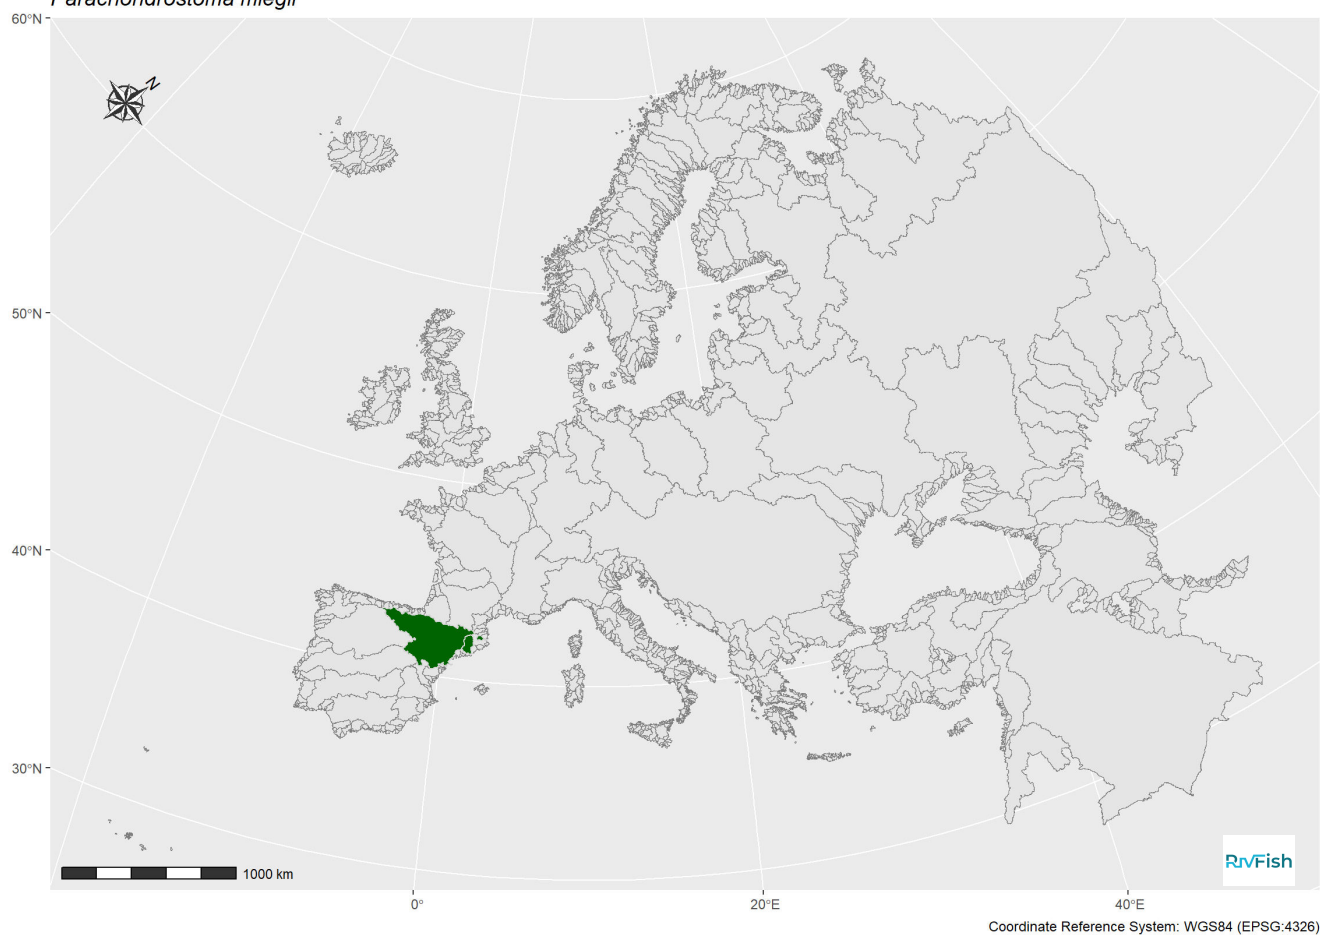 Parachondrostoma miegii
60°N
N
50°N
40°N
30°N
1000 km
RIVFish
0°
20°E
40°E
Coordinate Reference System: WGS84 (EPSG:4326)